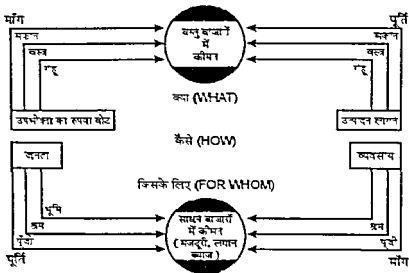 माँग
पूर्ति
मकान
वस्त्र
गेहूँ
वस्तु बाजारों
में
कीमत
मकान
वस्त्र
गेहूँ
क्या (WHAT)
उपभोक्ता का रुपया वोट
उत्पादन लागत
कैसे (HOW)
जनता
व्यवसाय
जिसके लिए (FOR WHOM)
भूमि
श्रम
पूँजी
साधन बाजारों
में कीमत
( मजदूरी, लगान
ब्याज )
श्रम
पूँजी
पूर्ति
माँग